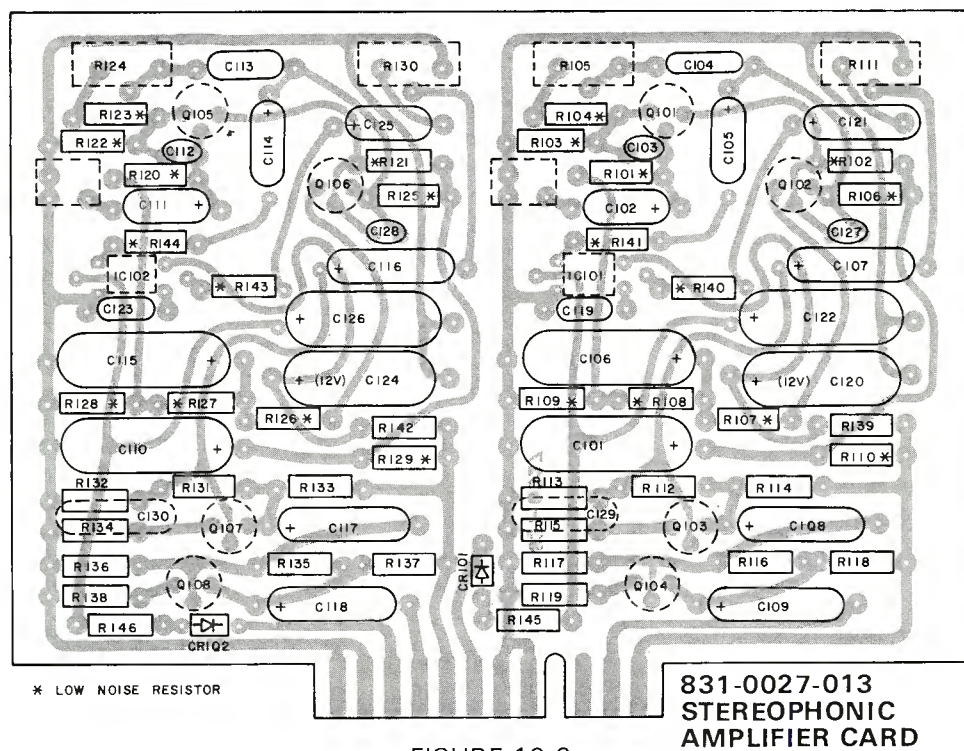 R124 C113 R130 R105 C104 R111
R123* Q105 C114 C125 R104* Q101 C105 C121
R122* C112 R121 R103* C103 *R102
R120 * Q106 R125* R101* Q102 R106*
C111 + C128 C102 + C127
* R144 * R141
IC102 + C116 IC101 + C107
* R143 * R140
C123 + C126 C119 + C122
C115 + C106 +
+ (12V) C124 + (12V) C120
R128 * * R127 R109* * R108
R126* R142 R107* R139
C110 + R129 * C101 + R110*
R132 R131 R133 R113 R112 R114
C130 C129
R134 Q107 + C117 R115 Q103 + C108
R136 R135 R137 CR101 R117 R116 R118
R138 Q108 + C118 R119 Q104 + C109
R146 CR102 R145
* LOW NOISE RESISTOR
831-0027-013
STEREOPHONIC
AMPLIFIER CARD